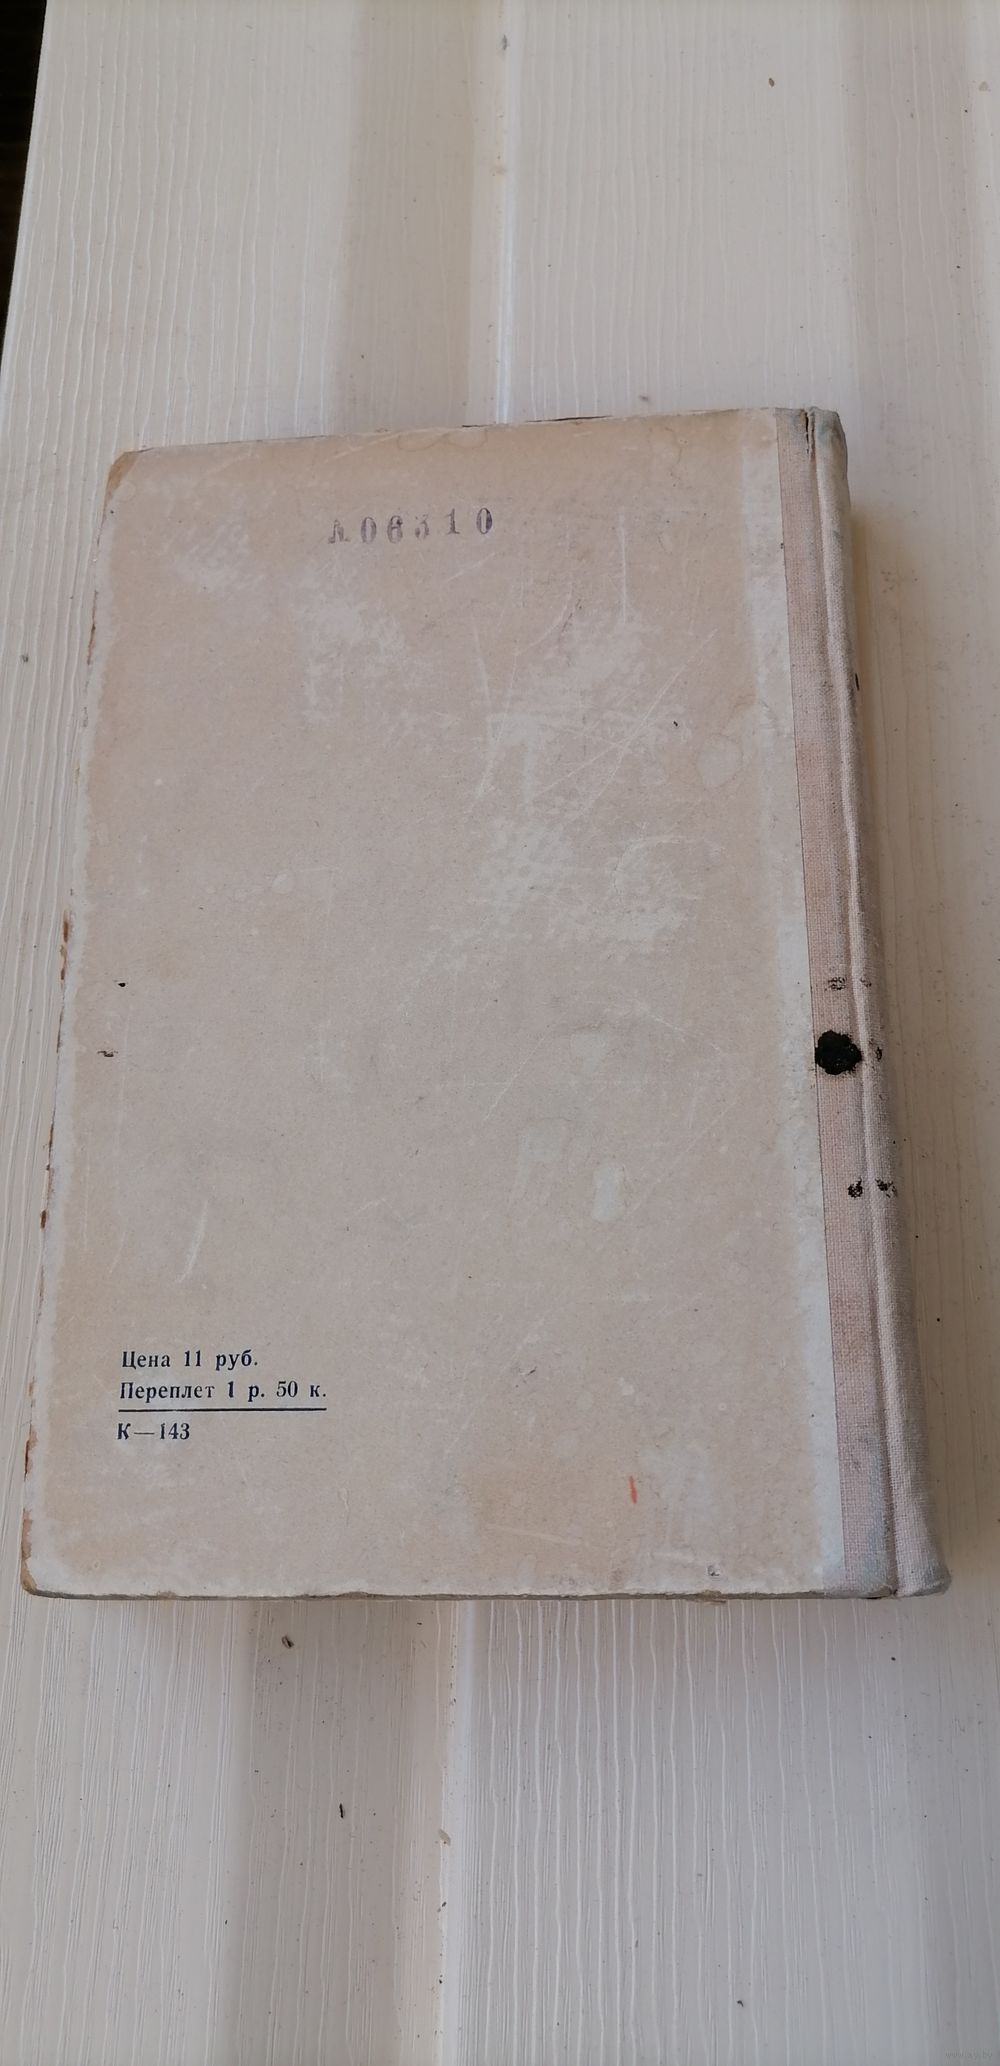 А06310
Цена 11 руб.
Переплет 1 р. 50 к.
К—143